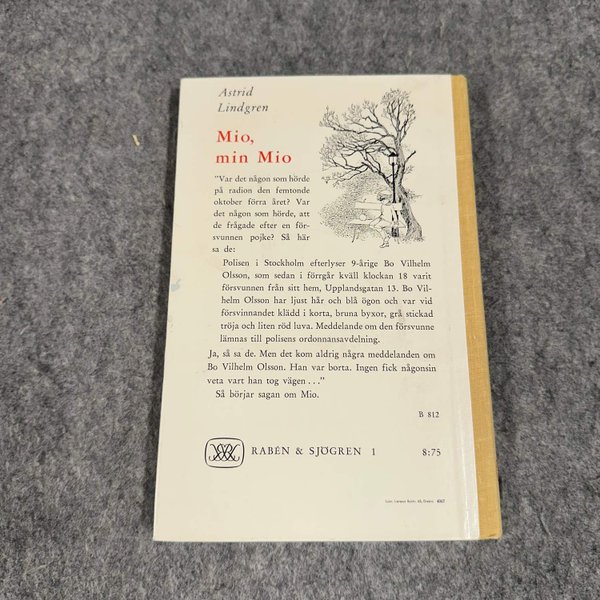 Astrid
Lindgren
Mio,
min Mio
"Var det någon som hörde
på radion den femtonde
oktober förra året? Var
det någon som hörde, att
de frågade efter en för-
svunnen pojke? Så här
sa de:
Polisen i Stockholm efterlyser 9-årige Bo Vilhelm
Olsson, som sedan i förrgår kväll klockan 18 varit
försvunnen från sitt hem, Upplandsgatan 13. Bo Vil-
helm Olsson har ljust hår och blå ögon och var vid
försvinnandet klädd i korta, bruna byxor, grå stickad
tröja och liten röd luva. Meddelande om den försvunne
lämnas till polisens ordonnansavdelning.
Ja, så sa de. Men det kom aldrig några meddelanden om
Bo Vilhelm Olsson. Han var borta. Ingen fick någonsin
veta vart han tog vägen ..."
Så börjar sagan om Mio.
B 812
RABÉN & SJÖGREN 1 8:75